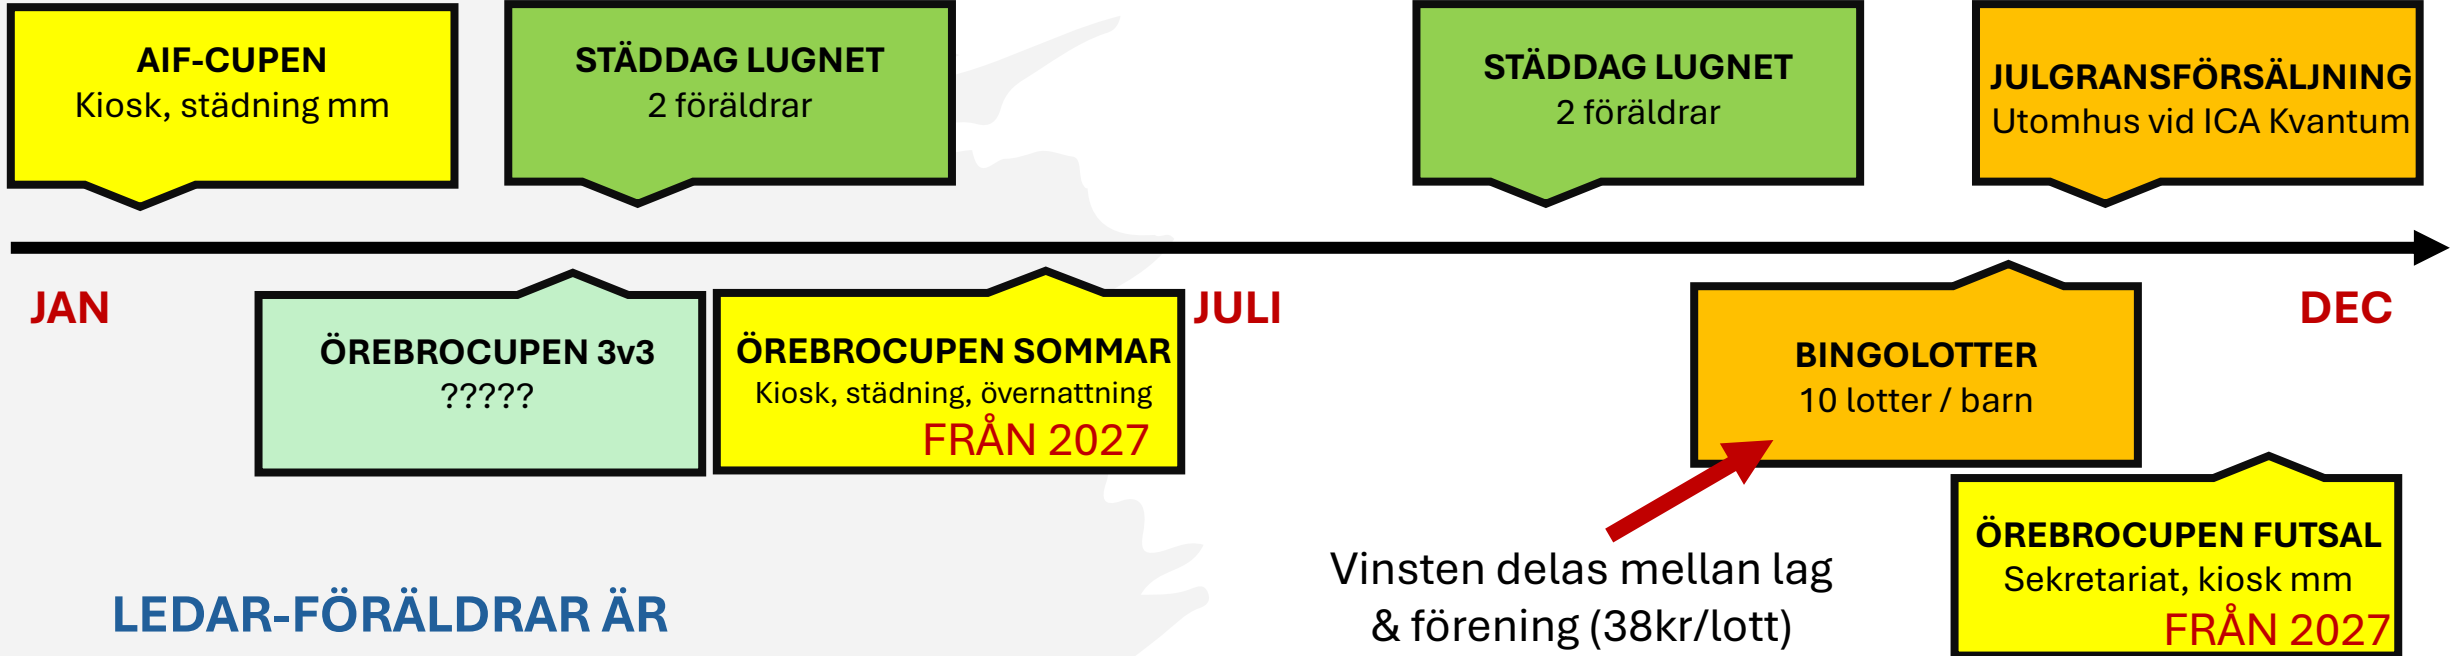 AIF-CUPEN
Kiosk, städning mm
STÄDDAG LUGNET
2 föräldrar
STÄDDAG LUGNET
2 föräldrar
JULGRANSFÖRSÄLJNING
Utomhus vid ICA Kvantum
JAN
JULI
DEC
ÖREBROCUPEN 3v3
?????
ÖREBROCUPEN SOMMAR
Kiosk, städning, övernattning
FRÅN 2027
BINGOLOTTER
10 lotter / barn
Vinsten delas mellan lag
& förening (38kr/lott)
ÖREBROCUPEN FUTSAL
Sekretariat, kiosk mm
FRÅN 2027
LEDAR-FÖRÄLDRAR ÄR